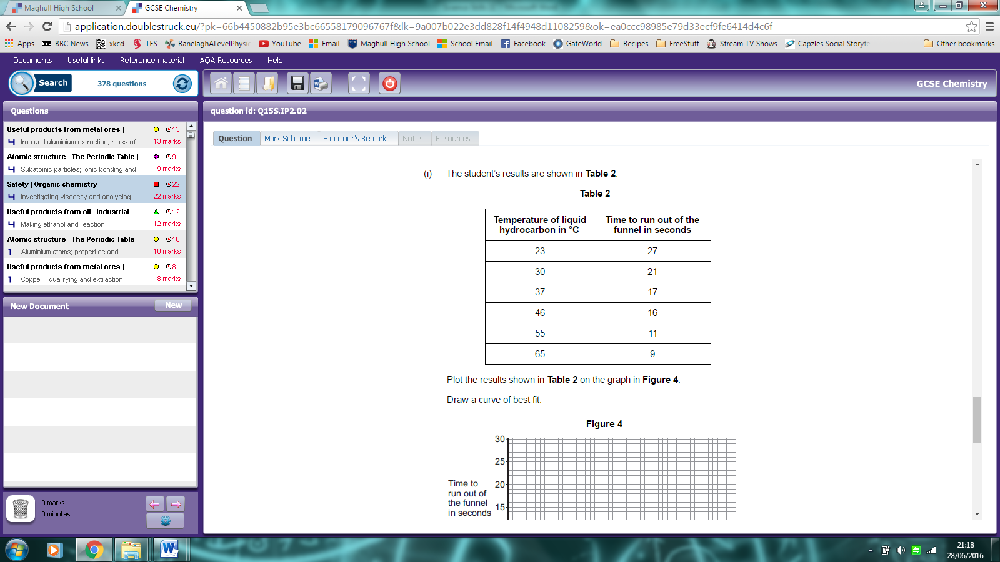 Maghull High School
GCSE Chemistry
application.doublestruck.eu/?pk=66b4450882b95e3bc66558179096767f&lk=9a007b022e3dd828f14f4948d1108259&ok=ea0ccc98985e79d33ecf9fe6414d4c6f
Apps BBC News xkcd TES RanelaghALevelPhysic YouTube Email Maghull High School School Email Facebook GateWorld Recipes FreeStuff Stream TV Shows Capzles Social Storyte Other bookmarks
Documents Useful links Reference material AQA Resources Help
Search 378 questions
GCSE Chemistry
Questions
Useful products from metal ores | 13
4 Iron and aluminium extraction; mass of 13 marks
Atomic structure | The Periodic Table | 9
4 Subatomic particles; ionic bonding and 9 marks
Safety | Organic chemistry 22
4 Investigating viscosity and analysing 22 marks
Useful products from oil | Industrial 12
4 Making ethanol and reaction 12 marks
Atomic structure | The Periodic Table 10
1 Aluminium atoms; properties and 10 marks
Useful products from metal ores | 8
1 Copper - quarrying and extraction 8 marks
New Document New
0 marks
0 minutes
question id: Q15S.IP2.02
Question Mark Scheme Examiner's Remarks Notes Resources
(i) The student's results are shown in Table 2.
Table 2
Temperature of liquid hydrocarbon in °C Time to run out of the funnel in seconds
23 27
30 21
37 17
46 16
55 11
65 9
Plot the results shown in Table 2 on the graph in Figure 4.
Draw a curve of best fit.
Figure 4
30
25
20
15
Time to
run out of
the funnel
in seconds
21:18
28/06/2016